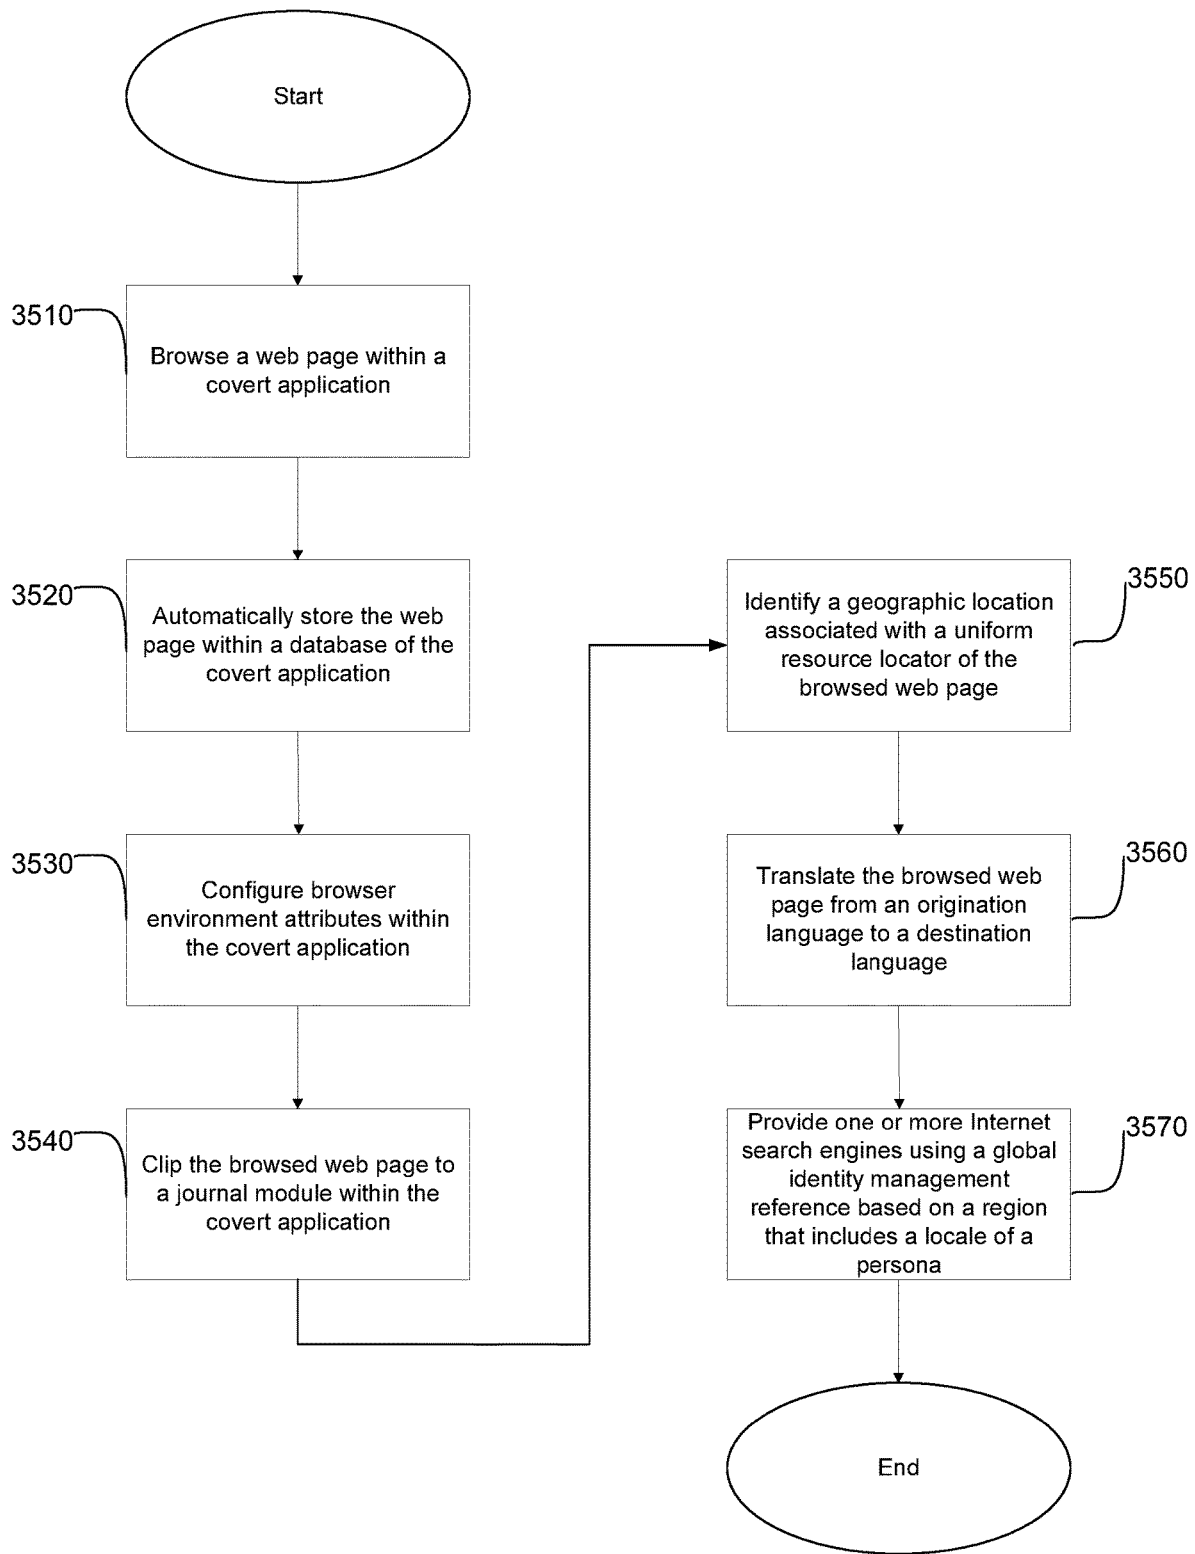 Start
3510
Browse a web page within a
covert application
3520
Automatically store the web
page within a database of the
covert application
3530
Configure browser
environment attributes within
the covert application
3540
Clip the browsed web page to
a journal module within the
covert application
3550
Identify a geographic location
associated with a uniform
resource locator of the
browsed web page
3560
Translate the browsed web
page from an origination
language to a destination
language
3570
Provide one or more Internet
search engines using a global
identity management
reference based on a region
that includes a locale of a
persona
End